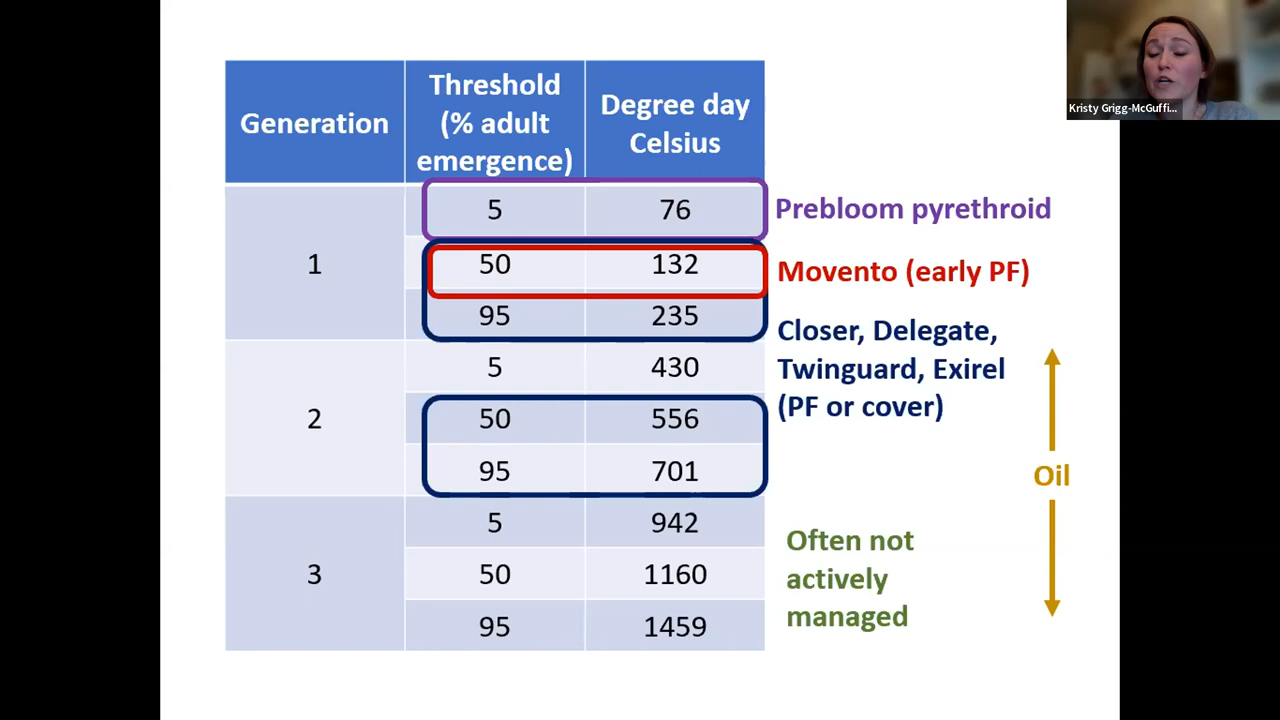 Generation
Threshold
(% adult
emergence)
Degree day
Celsius
1
5
76
50
132
95
235
2
5
430
50
556
95
701
3
5
942
50
1160
95
1459
Prebloom pyrethroid
Movento (early PF)
Closer, Delegate,
Twinguard, Exirel
(PF or cover)
Oil
Often not
actively
managed
Kristy Grigg-McGuffi...